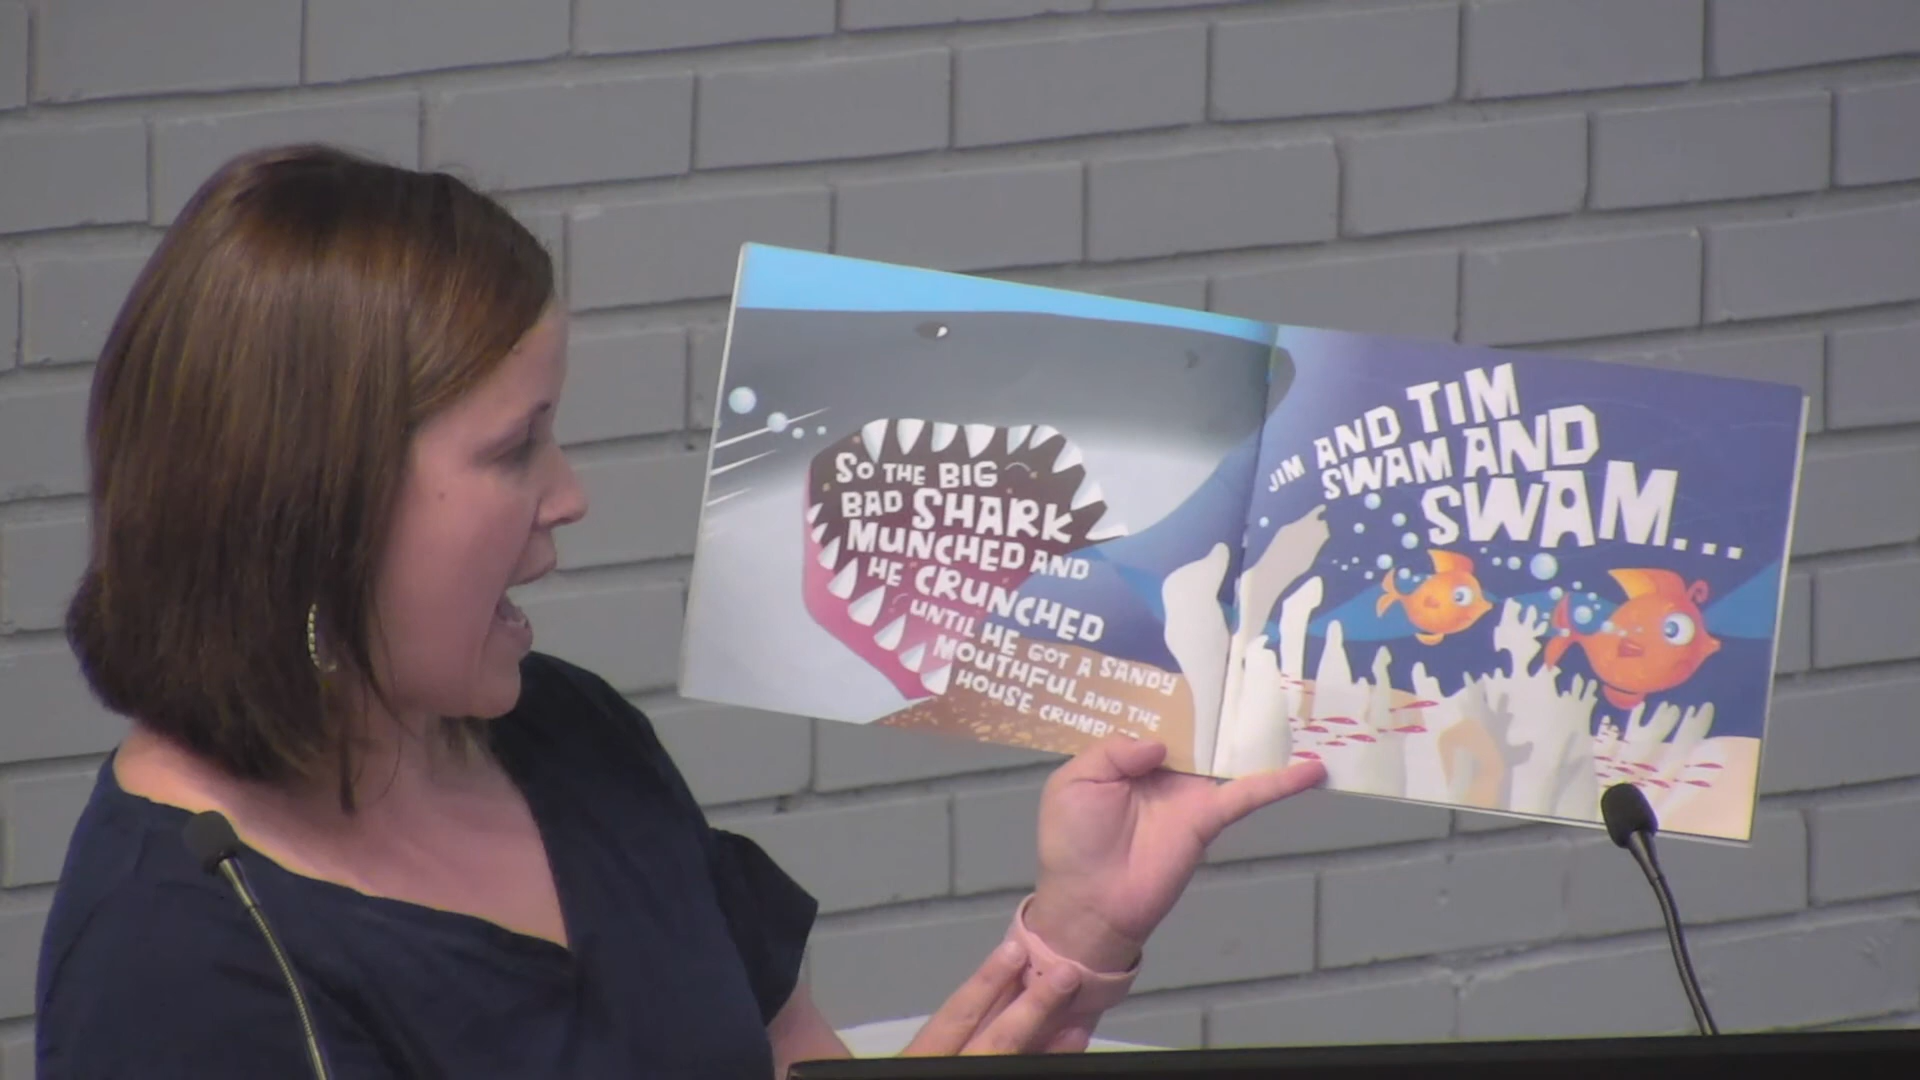 SO THE BIG
BAD SHARK
MUNCHED AND
HE CRUNCHED
UNTIL HE GOT A SANDY
MOUTHFUL AND THE
HOUSE
JIM AND TIM
SWAM AND
SWAM...